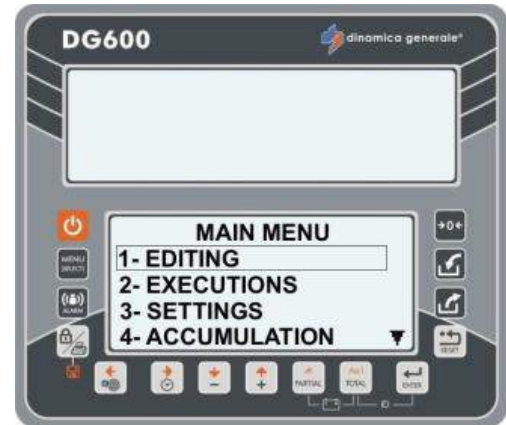 DG600
dinamica generale®
→0←
MAIN MENU
1- EDITING
2- EXECUTIONS
3- SETTINGS
4- ACCUMULATION
MENU
ALARM
RESET
−
+
PARTIAL
TOTAL
ENTER